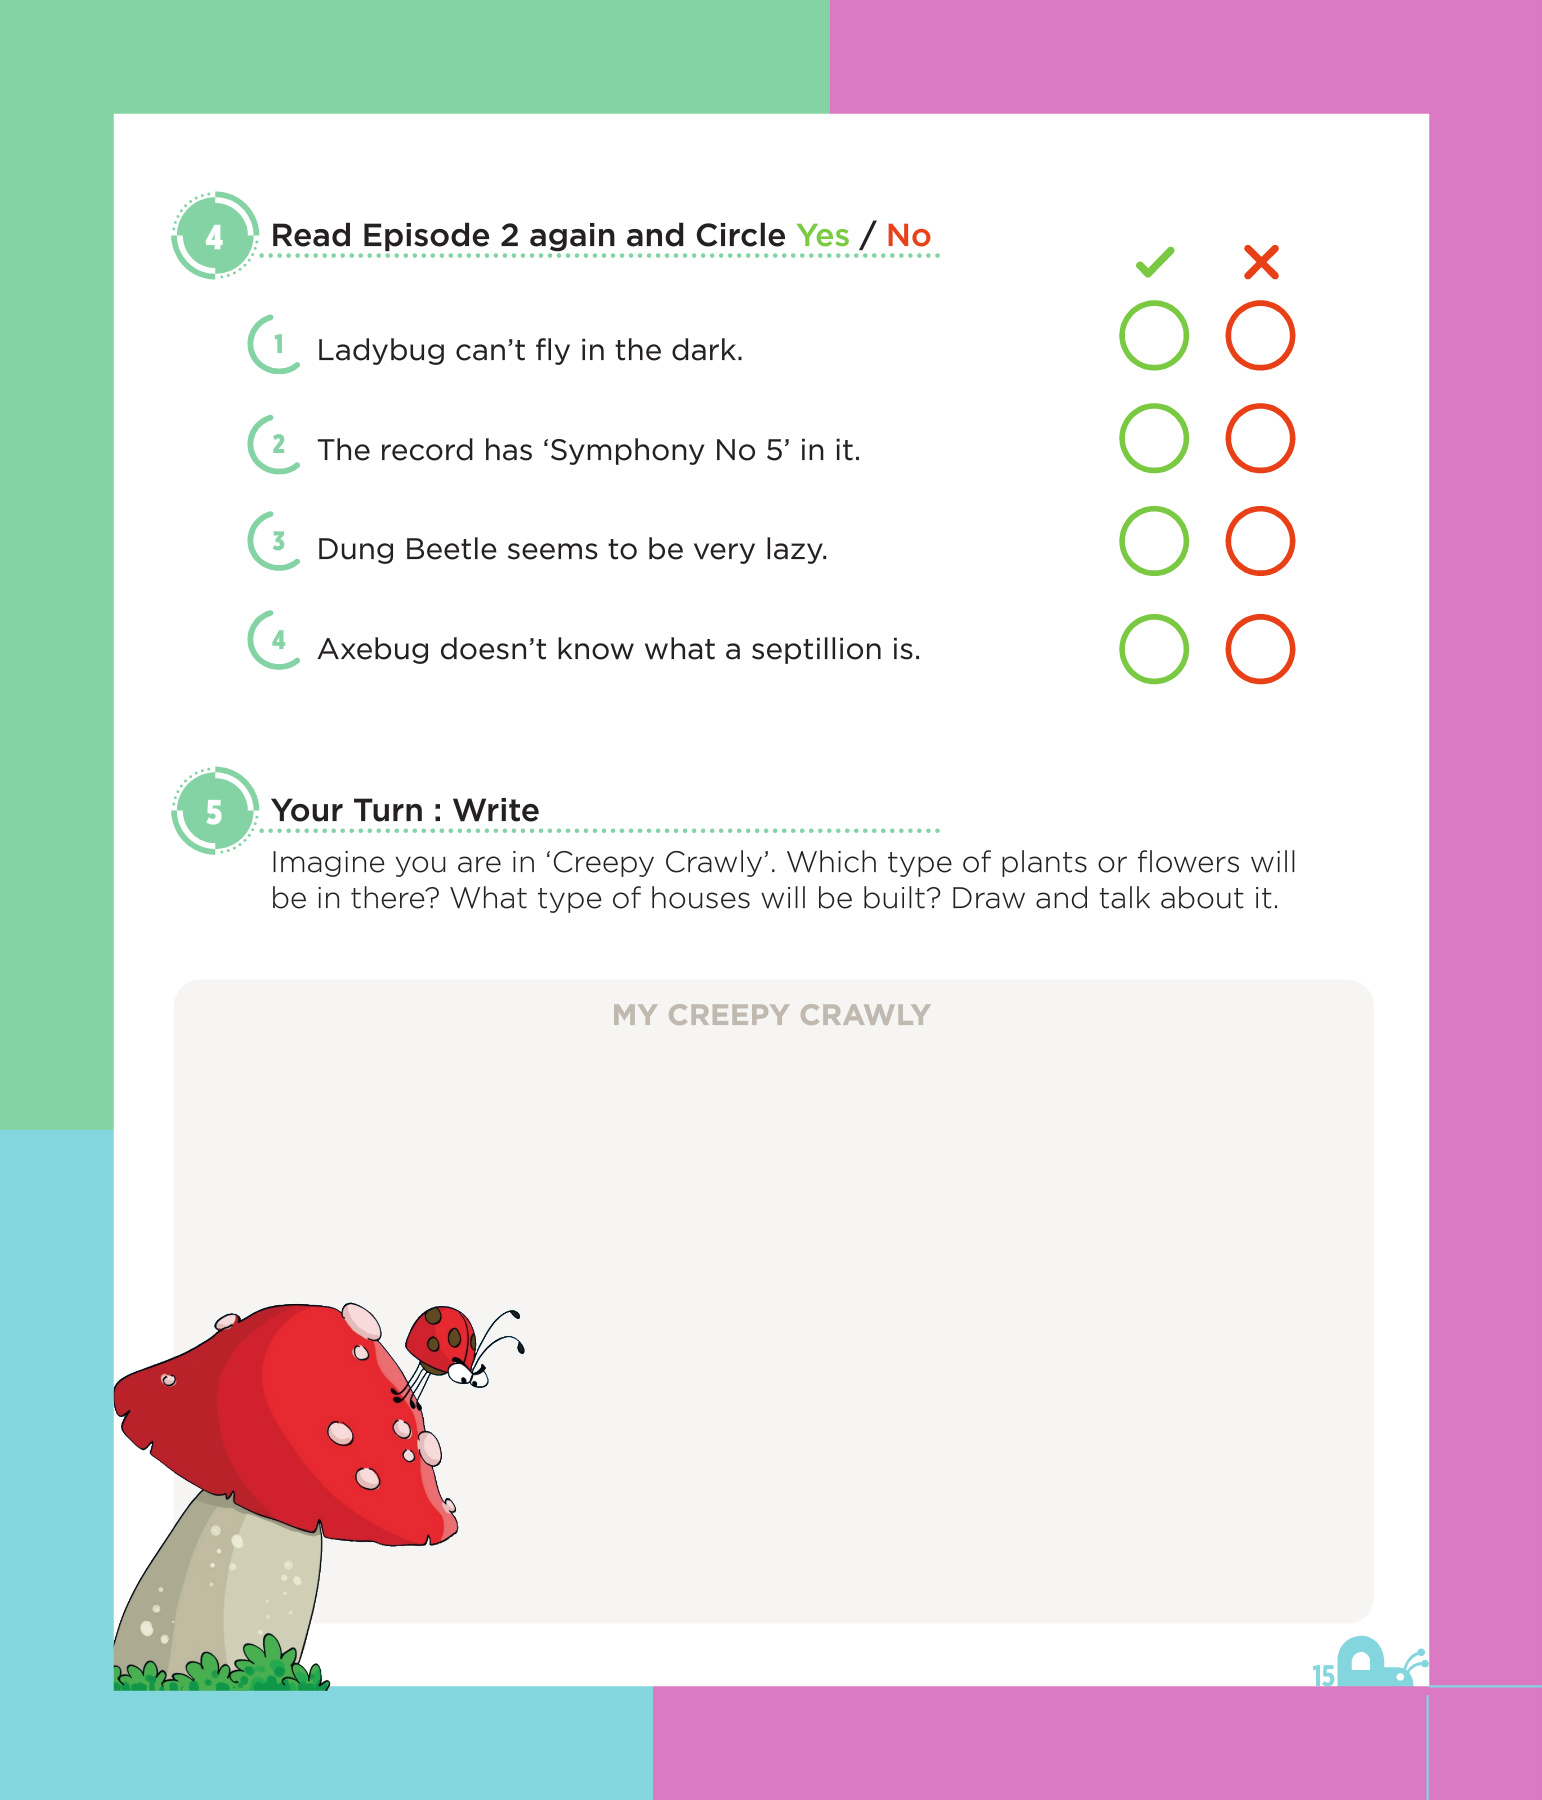 4 Read Episode 2 again and Circle Yes / No
1 Ladybug can’t fly in the dark.
2 The record has ‘Symphony No 5’ in it.
3 Dung Beetle seems to be very lazy.
4 Axebug doesn’t know what a septillion is.
5 Your Turn : Write
Imagine you are in ‘Creepy Crawly’. Which type of plants or flowers will
be in there? What type of houses will be built? Draw and talk about it.
MY CREEPY CRAWLY
15